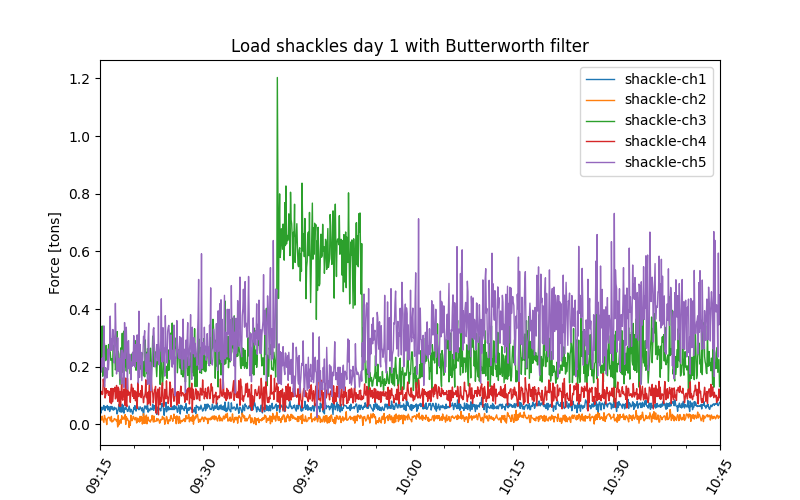 Load shackles day 1 with Butterworth filter
shackle-ch1
shackle-ch2
shackle-ch3
shackle-ch4
shackle-ch5
Force [tons]
1.2
1.0
0.8
0.6
0.4
0.2
0.0
09:15
09:30
09:45
10:00
10:15
10:30
10:45